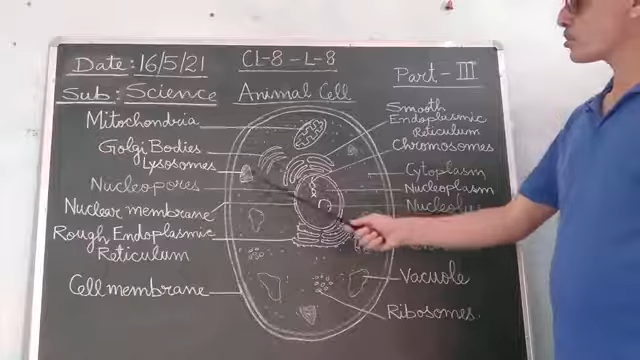 Date: 16/5/21
CL-8-L-8
Part-III
Sub: Science
Animal Cell
Mitochondria
Golgi Bodies
Lysosomes
Nucleopores
Nuclear membrane
Rough Endoplasmic
Reticulum
Cell membrane
Smooth
Endoplasmic
Reticulum
Chromosomes
Cytoplasm
Nucleoplasm
Nucleolus
Vacuole
Ribosomes